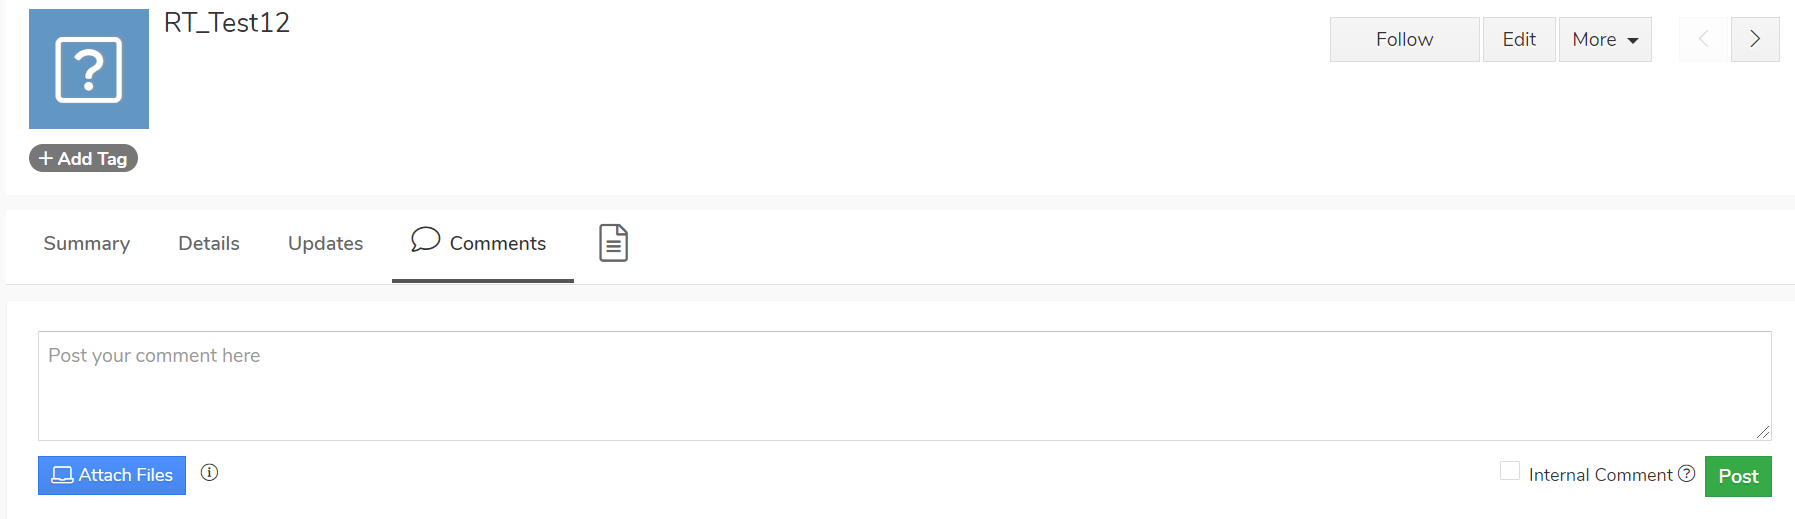 RT_Test12
Follow Edit More
+ Add Tag
Summary Details Updates Comments
Post your comment here
Attach Files Internal Comment Post